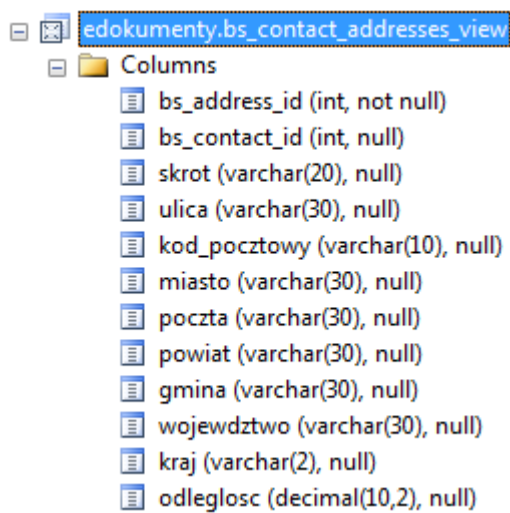 edokumenty.bs_contact_addresses_view
Columns
bs_address_id (int, not null)
bs_contact_id (int, null)
skrot (varchar(20), null)
ulica (varchar(30), null)
kod_pocztowy (varchar(10), null)
miasto (varchar(30), null)
poczta (varchar(30), null)
powiat (varchar(30), null)
gmina (varchar(30), null)
wojewdztwo (varchar(30), null)
kraj (varchar(2), null)
odleglosc (decimal(10,2), null)